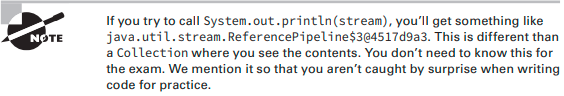 NOTE
If you try to call System.out.println(stream), you'll get something like
java.util.stream.ReferencePipeline$3@4517d9a3. This is different than
a Collection where you see the contents. You don't need to know this for
the exam. We mention it so that you aren't caught by surprise when writing
code for practice.